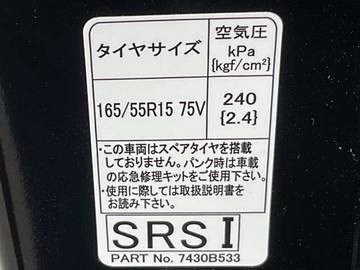 タイヤサイズ
空気圧
kPa
{kgf/cm²}
165/55R15 75V
240
{2.4}
・この車両はスペアタイヤを搭載
しておりません。パンク時は車載
の応急修理キットをご使用下さい。
・使用に際しては取扱説明書を
お読み下さい。
SRS I
PART No. 7430B533